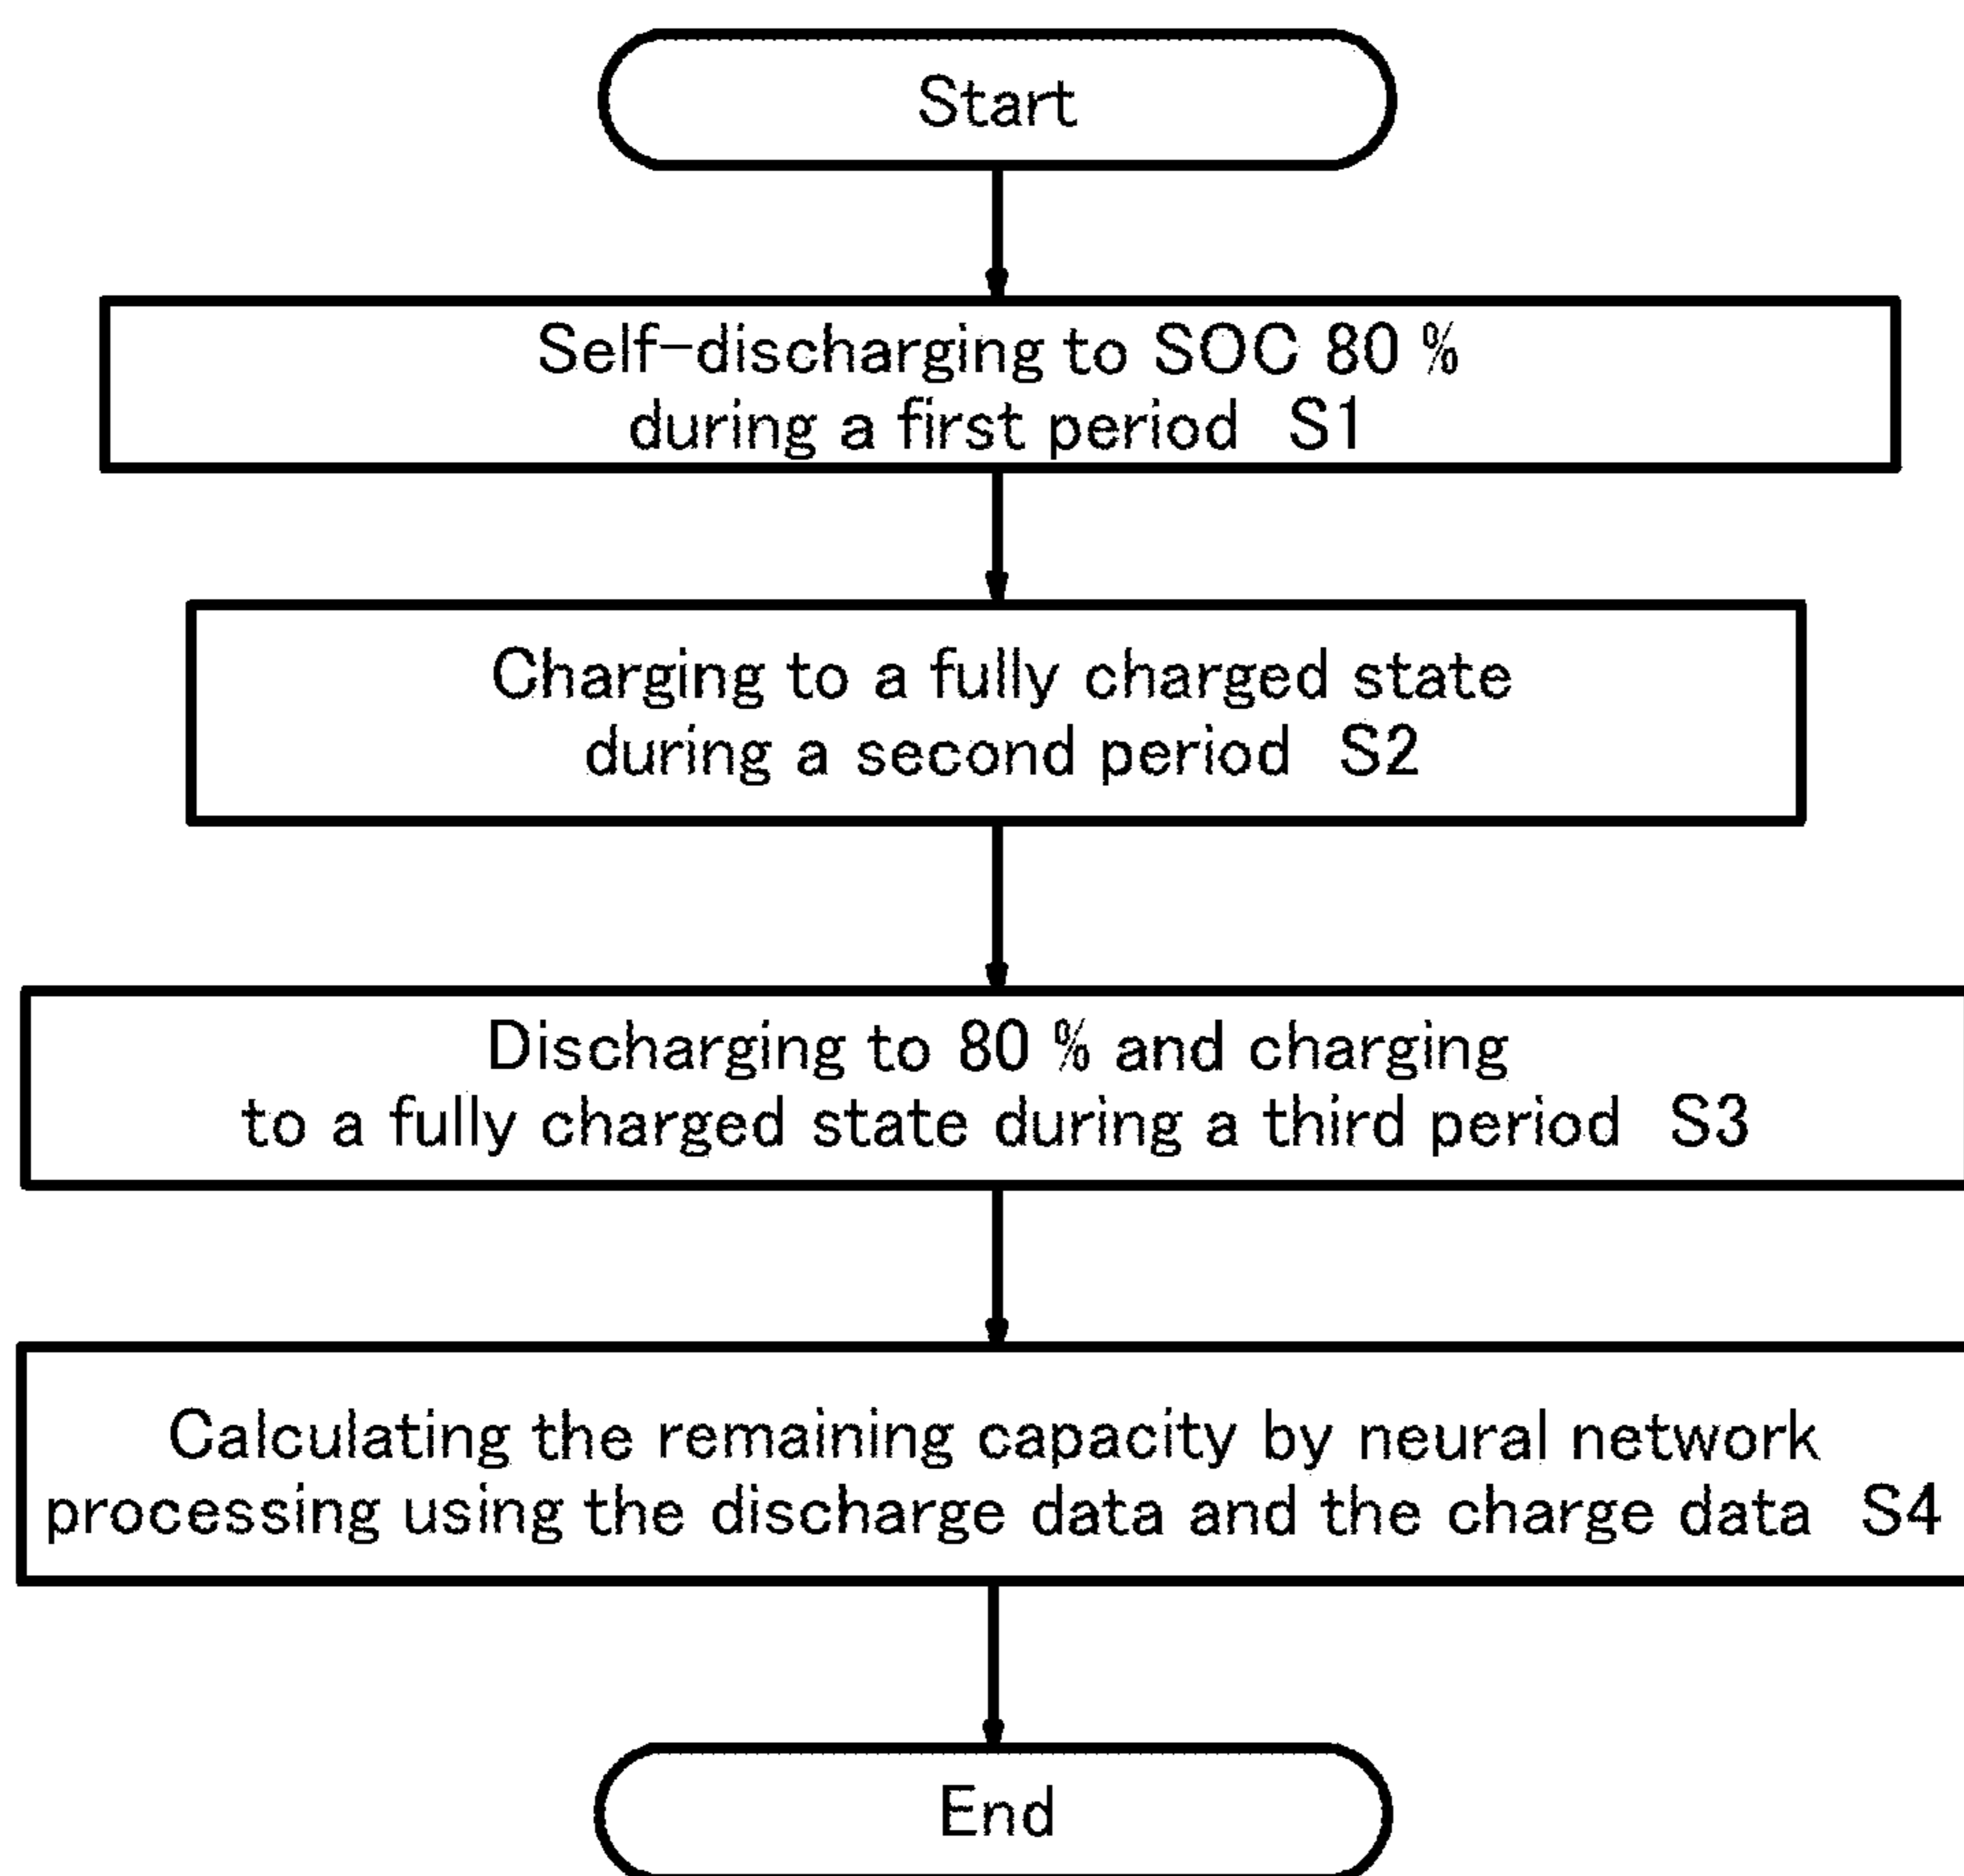 Start
Self-discharging to SOC 80 %
during a first period S1
Charging to a fully charged state
during a second period S2
Discharging to 80 % and charging
to a fully charged state during a third period S3
Calculating the remaining capacity by neural network
processing using the discharge data and the charge data S4
End